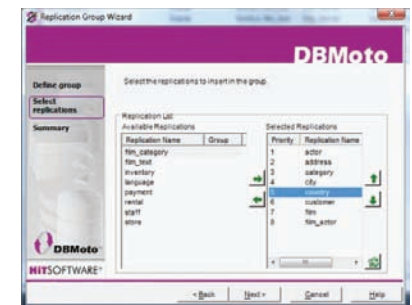 Replication Group Wizard
DBMoto
Define group
Select replications
Summary
Select the replications to insert in the group.
Replication List
Available Replications
Replication Name Group
film_category
film_text
inventory
language
payment
rental
staff
store
Selected Replications
Priority Replication Name
1 actor
2 address
3 category
4 city
5 country
6 customer
7 film
8 film_actor
DBMoto
HiTSOFTWARE
< Back Next > Cancel Help